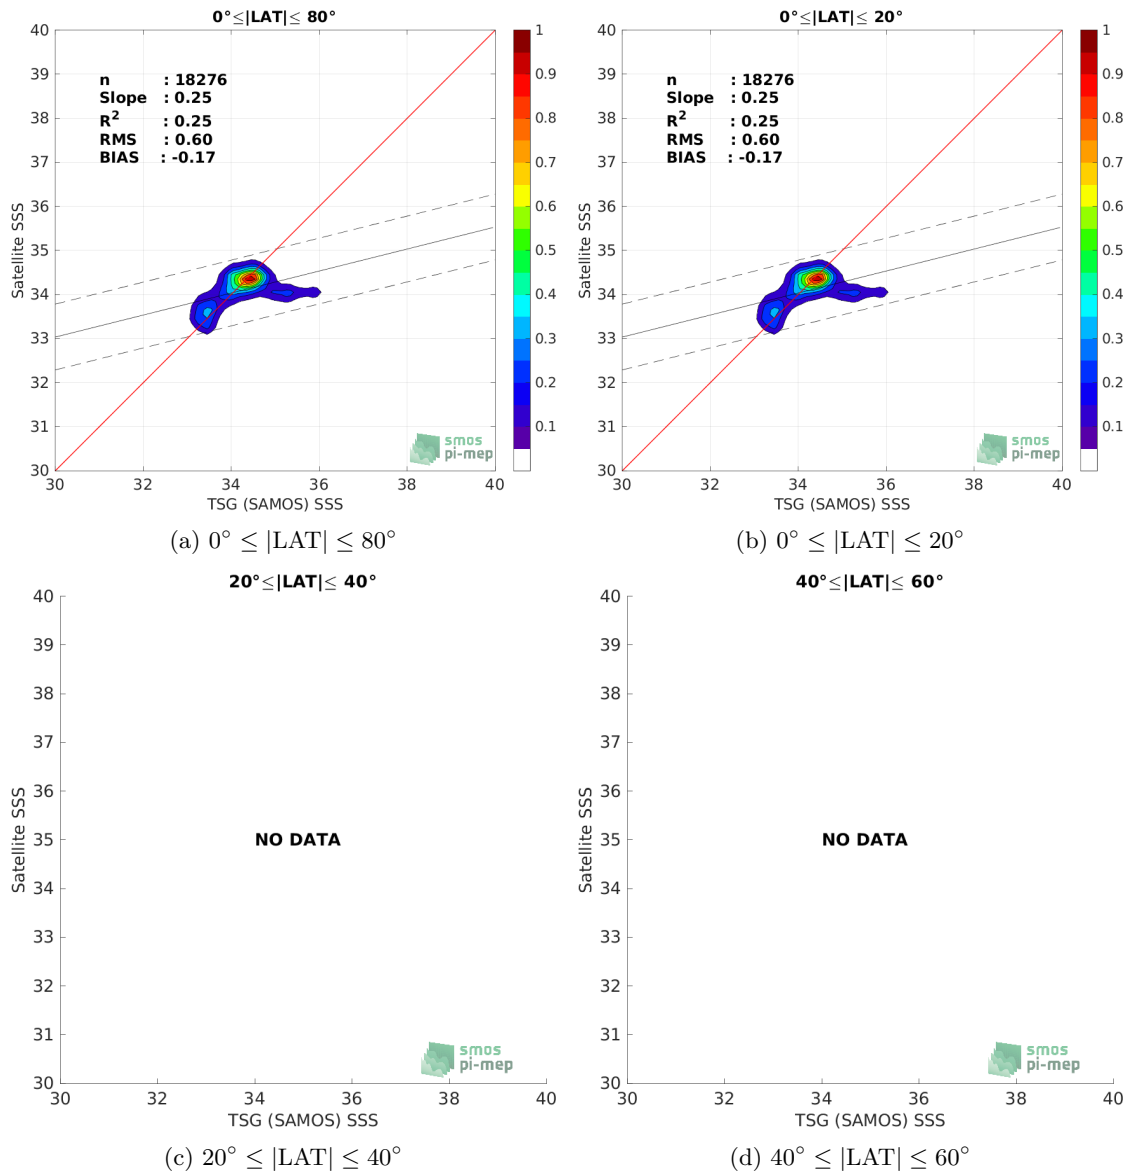 0°≤|LAT|≤ 80°
40
39
38
37
36
35
34
33
32
31
30
Satellite SSS
n : 18276
Slope : 0.25
R² : 0.25
RMS : 0.60
BIAS : -0.17
smos
pi-mep
30 32 34 36 38 40
TSG (SAMOS) SSS
1
0.9
0.8
0.7
0.6
0.5
0.4
0.3
0.2
0.1
(a) 0° ≤ |LAT| ≤ 80°
0°≤|LAT|≤ 20°
40
39
38
37
36
35
34
33
32
31
30
Satellite SSS
n : 18276
Slope : 0.25
R² : 0.25
RMS : 0.60
BIAS : -0.17
smos
pi-mep
30 32 34 36 38 40
TSG (SAMOS) SSS
1
0.9
0.8
0.7
0.6
0.5
0.4
0.3
0.2
0.1
(b) 0° ≤ |LAT| ≤ 20°
20°≤|LAT|≤ 40°
40
39
38
37
36
35
34
33
32
31
30
Satellite SSS
NO DATA
smos
pi-mep
30 32 34 36 38 40
TSG (SAMOS) SSS
(c) 20° ≤ |LAT| ≤ 40°
40°≤|LAT|≤ 60°
40
39
38
37
36
35
34
33
32
31
30
Satellite SSS
NO DATA
smos
pi-mep
30 32 34 36 38 40
TSG (SAMOS) SSS
(d) 40° ≤ |LAT| ≤ 60°